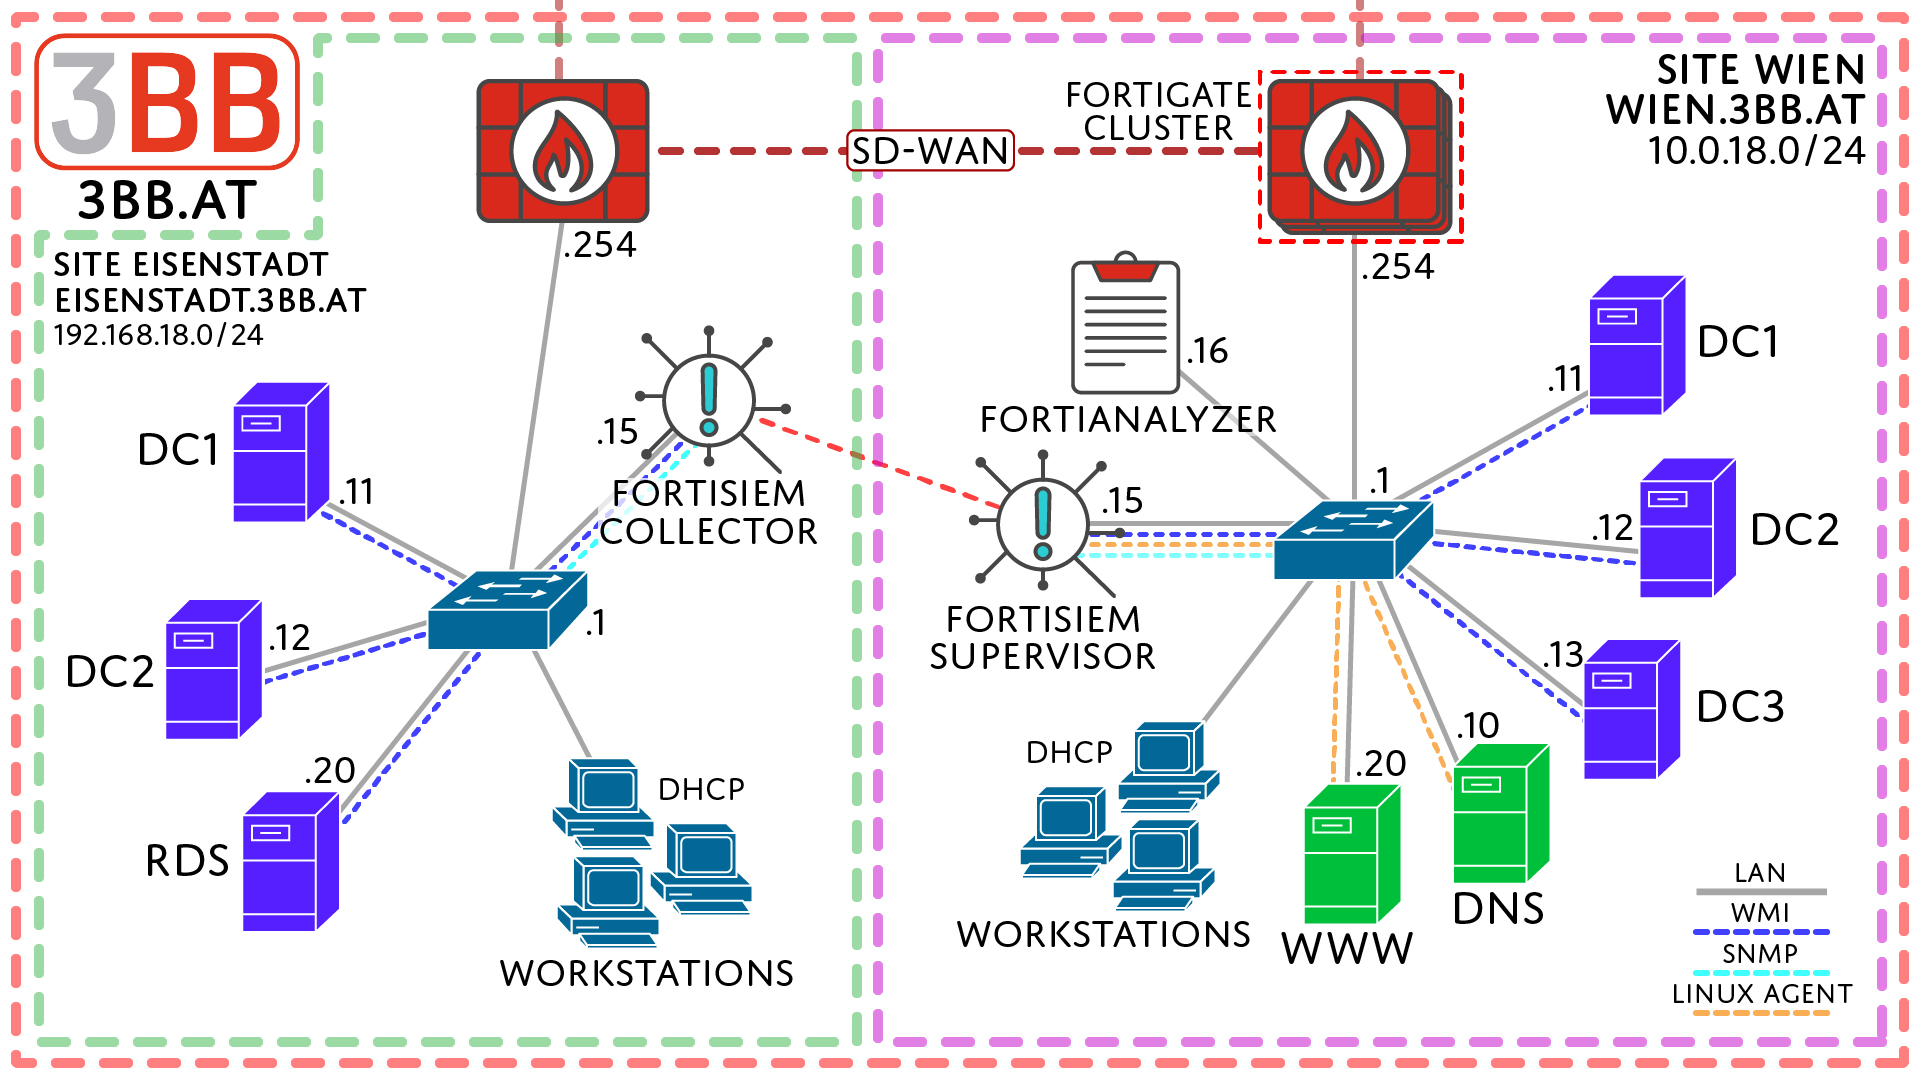 3BB
3BB.AT
SITE EISENSTADT
EISENSTADT.3BB.AT
192.168.18.0/24
.254
SD-WAN
.15
FORTISIEM
COLLECTOR
DC1
.11
DC2
.12
.1
RDS
.20
DHCP
WORKSTATIONS
SITE WIEN
WIEN.3BB.AT
10.0.18.0/24
FORTIGATE
CLUSTER
.254
.16
FORTIANALYZER
.15
FORTISIEM
SUPERVISOR
.1
.11
DC1
.12
DC2
.13
DC3
.10
DNS
.20
WWW
DHCP
WORKSTATIONS
LAN
WMI
SNMP
LINUX AGENT